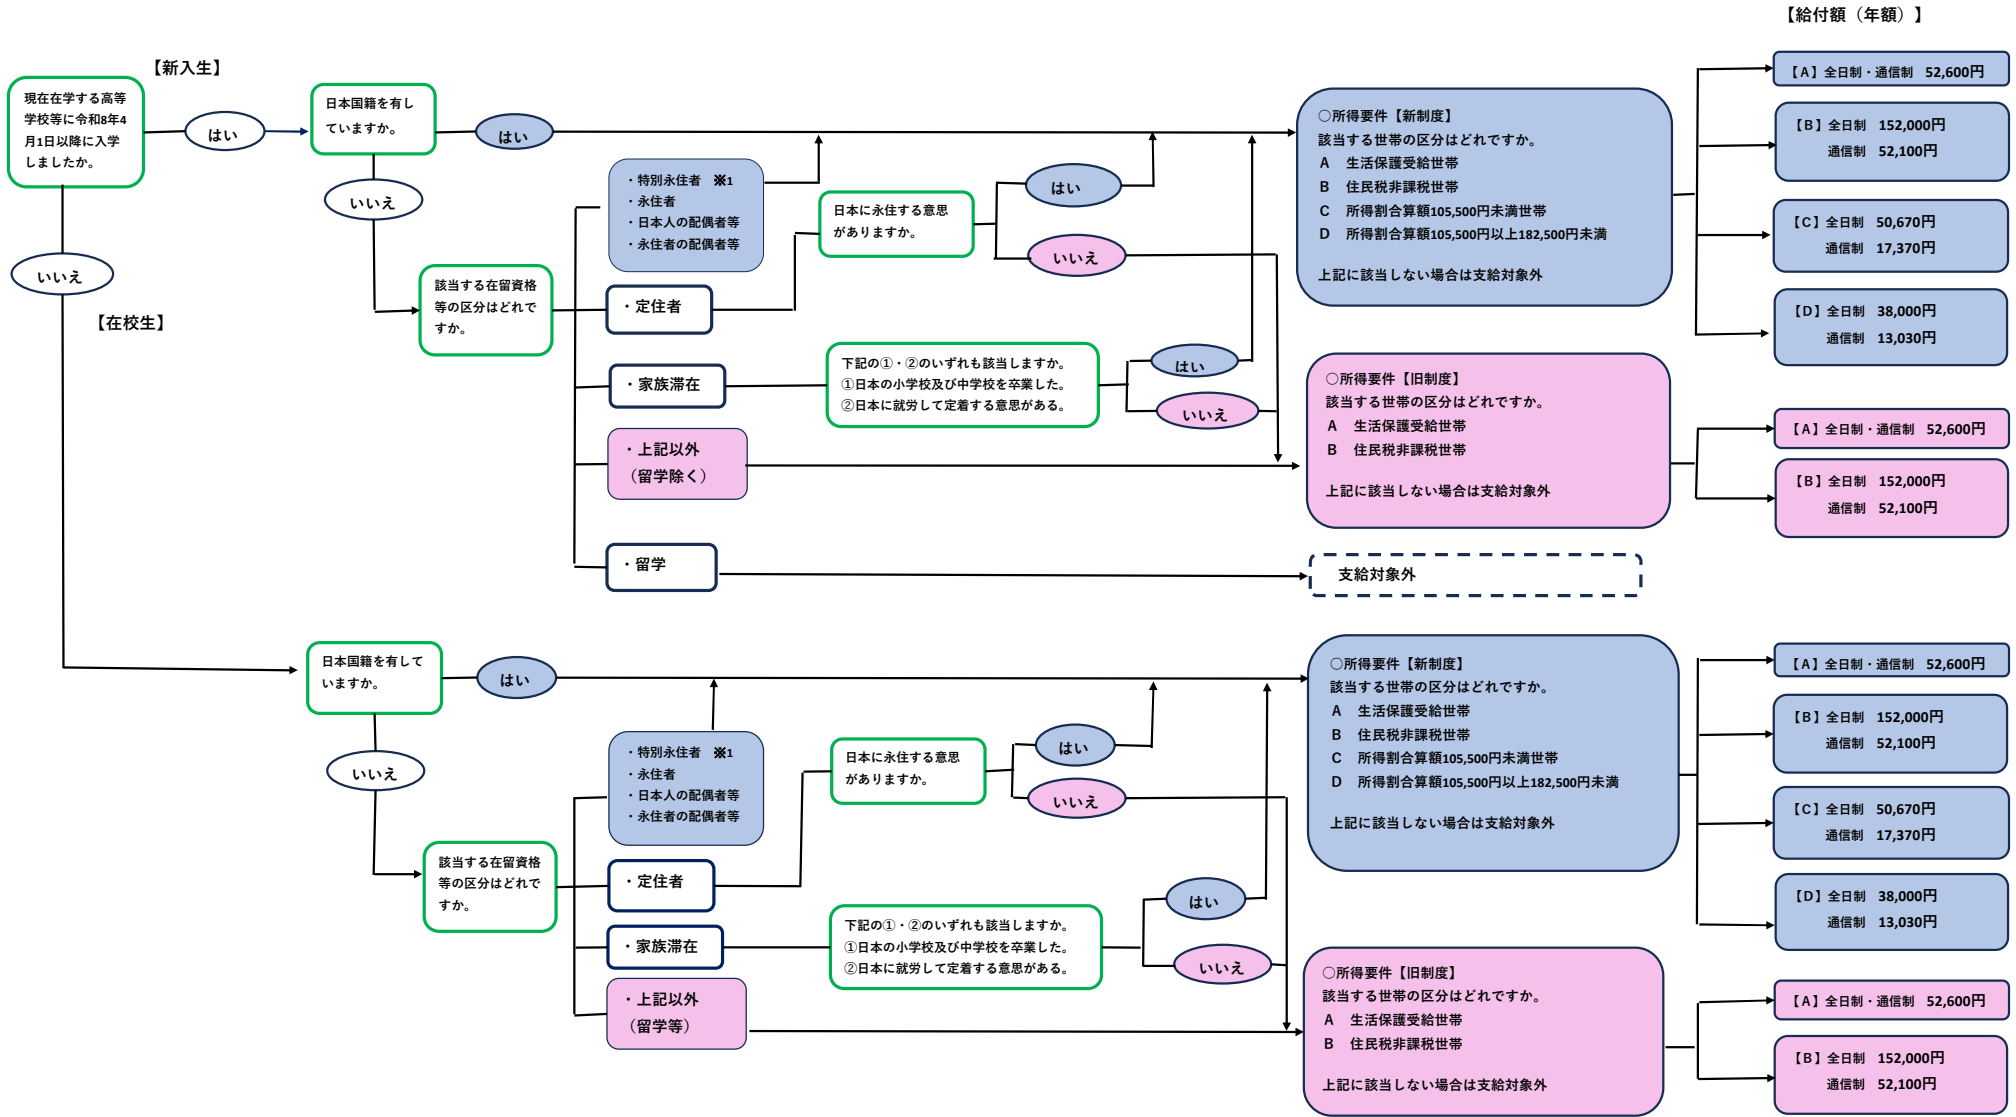 【給付額（年額）】
【新入生】
現在在学する高等
学校等に令和8年4
月1日以降に入学
しましたか。
はい
日本国籍を有し
ていますか。
はい
いいえ
いいえ
【在校生】
該当する在留資格
等の区分はどれで
すか。
・特別永住者　※1
・永住者
・日本人の配偶者等
・永住者の配偶者等
・定住者
日本に永住する意思
がありますか。
はい
いいえ
・家族滞在
下記の①・②のいずれも該当しますか。
①日本の小学校及び中学校を卒業した。
②日本に就労して定着する意思がある。
はい
いいえ
・上記以外
（留学除く）
・留学
○所得要件【新制度】
該当する世帯の区分はどれですか。
A　生活保護受給世帯
B　住民税非課税世帯
C　所得割合算額105,500円未満世帯
D　所得割合算額105,500円以上182,500円未満
上記に該当しない場合は支給対象外
【A】全日制・通信制　52,600円
【B】全日制　152,000円
通信制　52,100円
【C】全日制　50,670円
通信制　17,370円
【D】全日制　38,000円
通信制　13,030円
○所得要件【旧制度】
該当する世帯の区分はどれですか。
A　生活保護受給世帯
B　住民税非課税世帯
上記に該当しない場合は支給対象外
【A】全日制・通信制　52,600円
【B】全日制　152,000円
通信制　52,100円
支給対象外
日本国籍を有して
いますか。
はい
いいえ
該当する在留資格
等の区分はどれで
すか。
・特別永住者　※1
・永住者
・日本人の配偶者等
・永住者の配偶者等
・定住者
日本に永住する意思
がありますか。
はい
いいえ
・家族滞在
下記の①・②のいずれも該当しますか。
①日本の小学校及び中学校を卒業した。
②日本に就労して定着する意思がある。
はい
いいえ
・上記以外
（留学等）
○所得要件【新制度】
該当する世帯の区分はどれですか。
A　生活保護受給世帯
B　住民税非課税世帯
C　所得割合算額105,500円未満世帯
D　所得割合算額105,500円以上182,500円未満
上記に該当しない場合は支給対象外
【A】全日制・通信制　52,600円
【B】全日制　152,000円
通信制　52,100円
【C】全日制　50,670円
通信制　17,370円
【D】全日制　38,000円
通信制　13,030円
○所得要件【旧制度】
該当する世帯の区分はどれですか。
A　生活保護受給世帯
B　住民税非課税世帯
上記に該当しない場合は支給対象外
【A】全日制・通信制　52,600円
【B】全日制　152,000円
通信制　52,100円